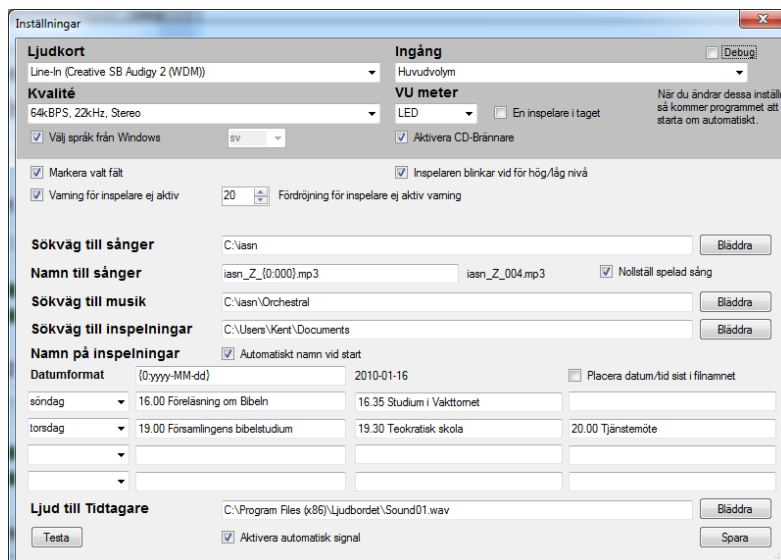 Inställningar
Ljudkort
Ingång
Debug
Line-In (Creative SB Audigy 2 (WDM))
Huvudvolym
Kvalité
VU meter
När du ändrar dessa inställr
så kommer programmet att
starta om automatiskt.
64kBPS, 22kHz, Stereo
LED
En inspelare i taget
Välj språk från Windows
sv
Aktivera CD-Brännare
Markera valt fält
Inspelaren blinkar vid för hög/låg nivå
Varning för inspelare ej aktiv
20
Fördröjning för inspelare ej aktiv varning
Sökväg till sånger
C:\iasn
Bläddra
Namn till sånger
iasn_Z_{0:000}.mp3
iasn_Z_004.mp3
Nollställ spelad sång
Sökväg till musik
C:\iasn\Orchestral
Bläddra
Sökväg till inspelningar
C:\Users\Kent\Documents
Bläddra
Namn på inspelningar
Automatiskt namn vid start
Datumformat
{0:yyyy-MM-dd}
2010-01-16
Placera datum/tid sist i filnamnet
söndag
16.00 Föreläsning om Bibeln
16.35 Studium i Vakttornet
torsdag
19.00 Församlingens bibelstudium
19.30 Teokratisk skola
20.00 Tjänstemöte
Ljud till Tidtagare
C:\Program Files (x86)\Ljudbordet\Sound01.wav
Bläddra
Testa
Aktivera automatisk signal
Spara